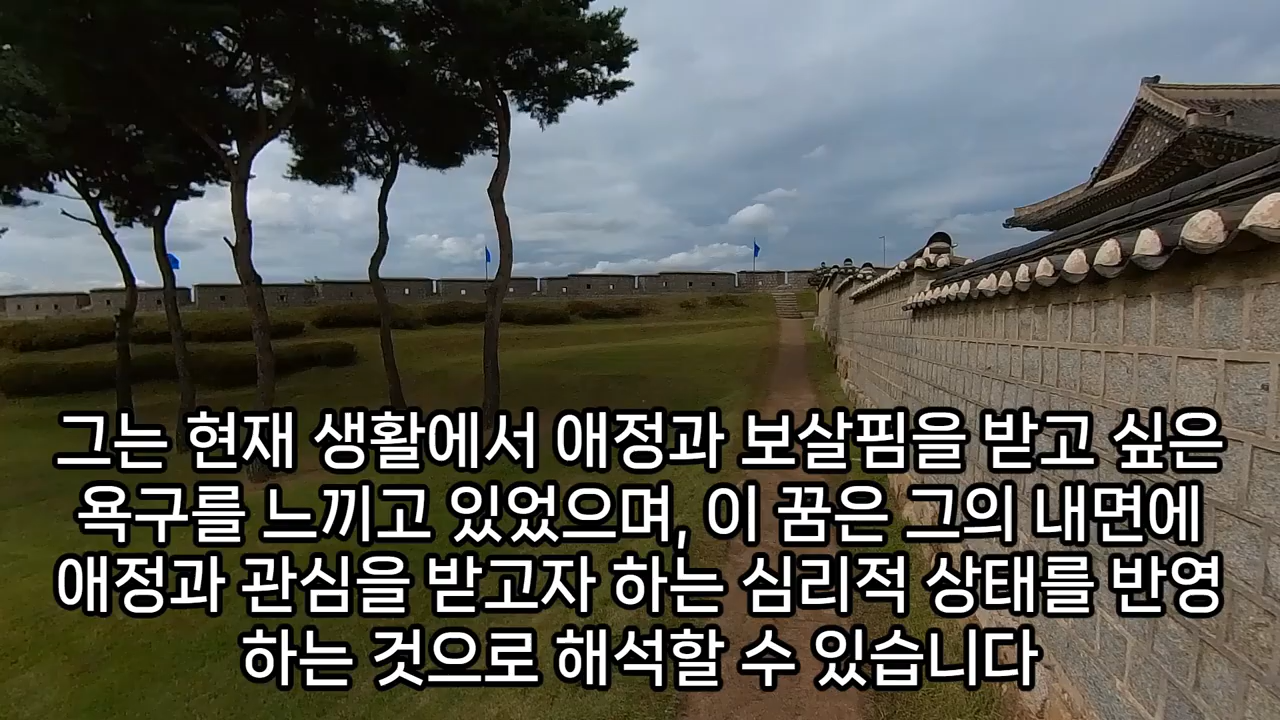 그는 현재 생활에서 애정과 보살핌을 받고 싶은
욕구를 느끼고 있었으며, 이 꿈은 그의 내면에
애정과 관심을 받고자 하는 심리적 상태를 반영
하는 것으로 해석할 수 있습니다